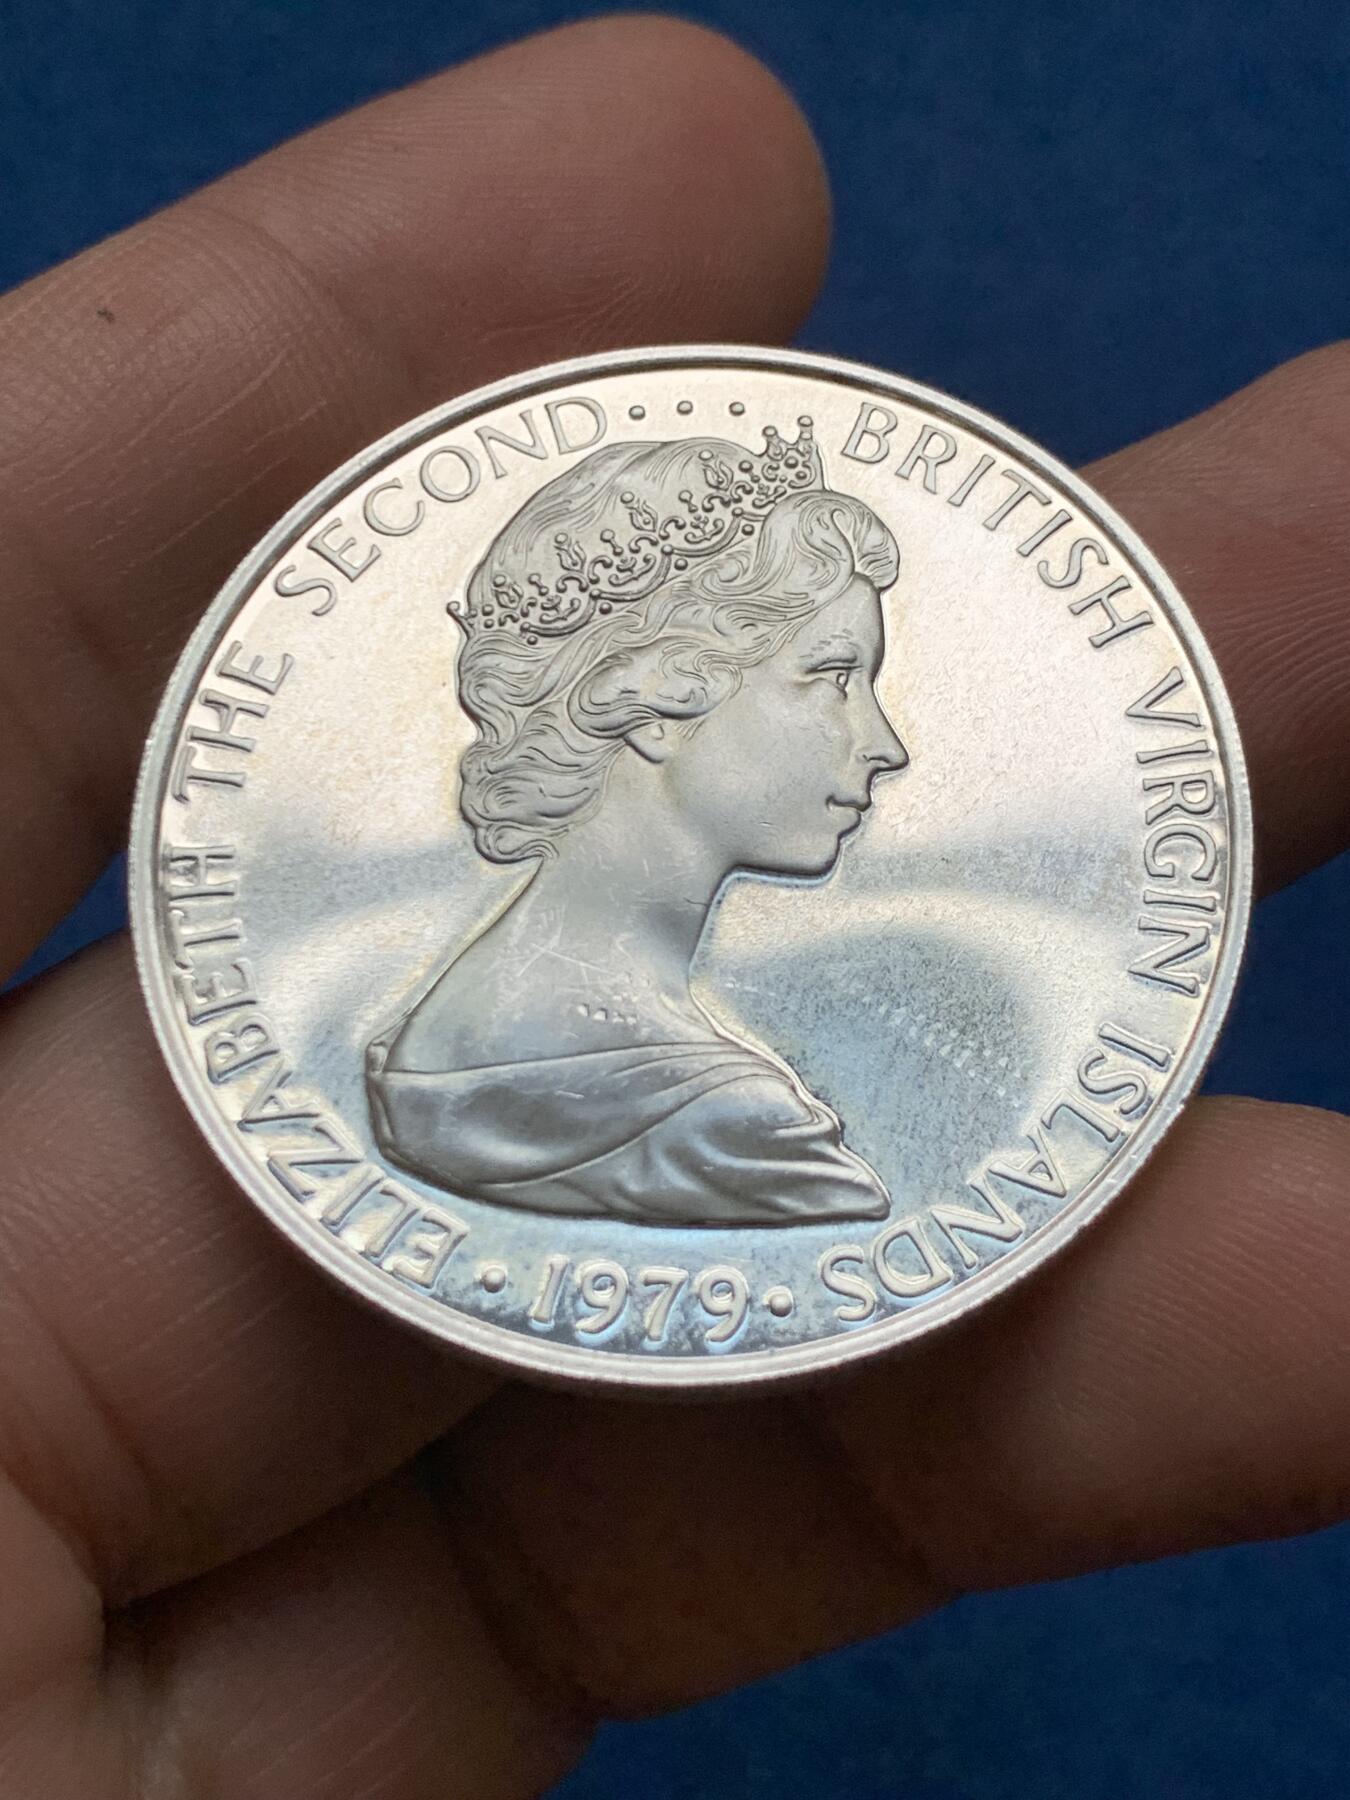 ELIZABETH THE SECOND ... BRITISH VIRGIN ISLANDS
· 1979 ·